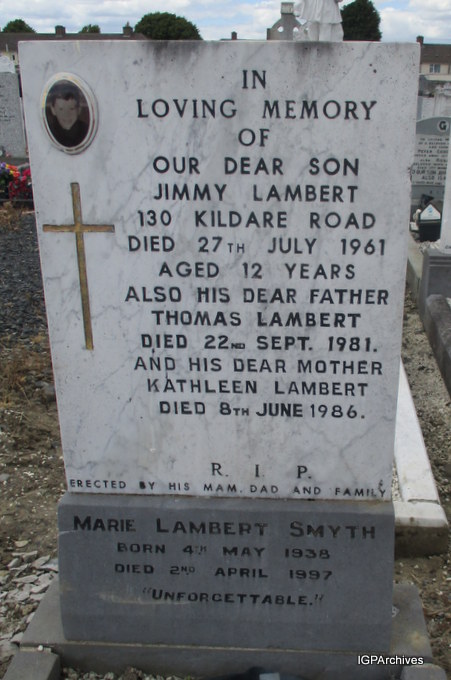 IN
LOVING MEMORY
OF
OUR DEAR SON
JIMMY LAMBERT
130 KILDARE ROAD
DIED 27TH JULY 1961
AGED 12 YEARS
ALSO HIS DEAR FATHER
THOMAS LAMBERT
DIED 22ND SEPT. 1981.
AND HIS DEAR MOTHER
KATHLEEN LAMBERT
DIED 8TH JUNE 1986.
R. I. P.
ERECTED BY HIS MAM, DAD AND FAMILY
MARIE LAMBERT SMYTH
BORN 4TH MAY 1938
DIED 2ND APRIL 1997
"UNFORGETTABLE."
IGPArchives